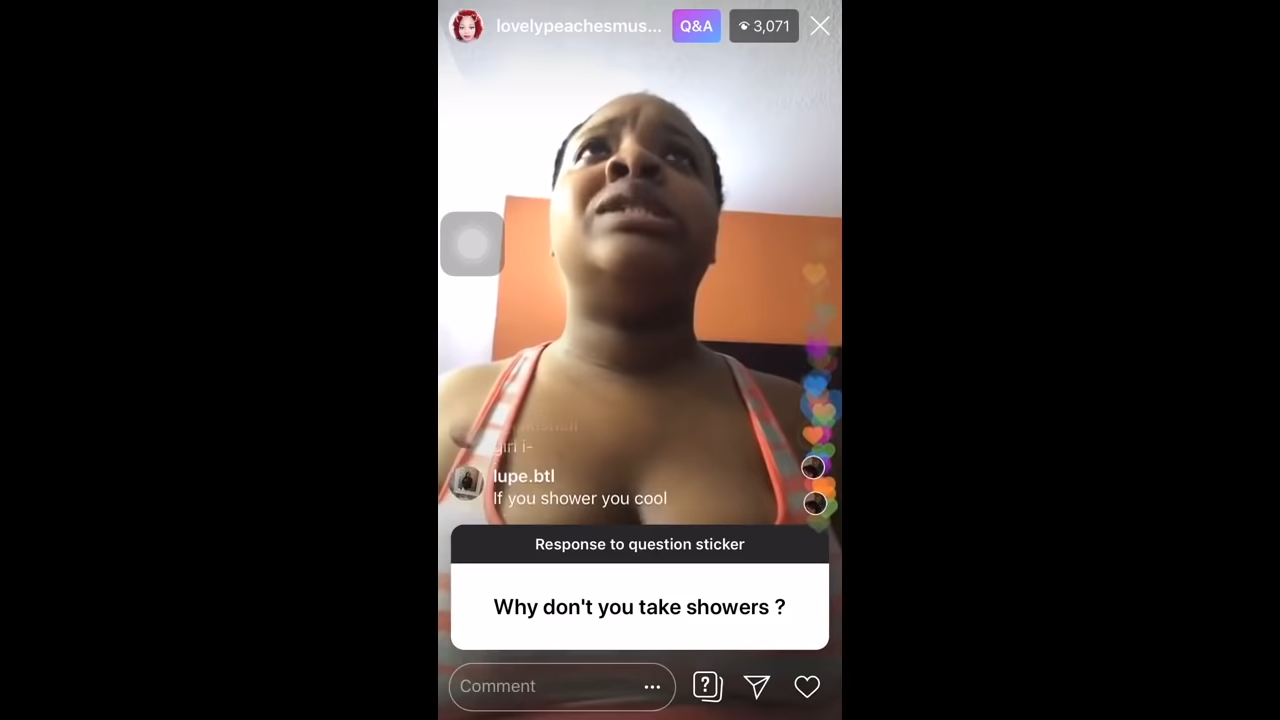 lovelypeachesmus...
Q&A
3,071
girl i-
lupe.btl
If you shower you cool
Response to question sticker
Why don't you take showers ?
Comment